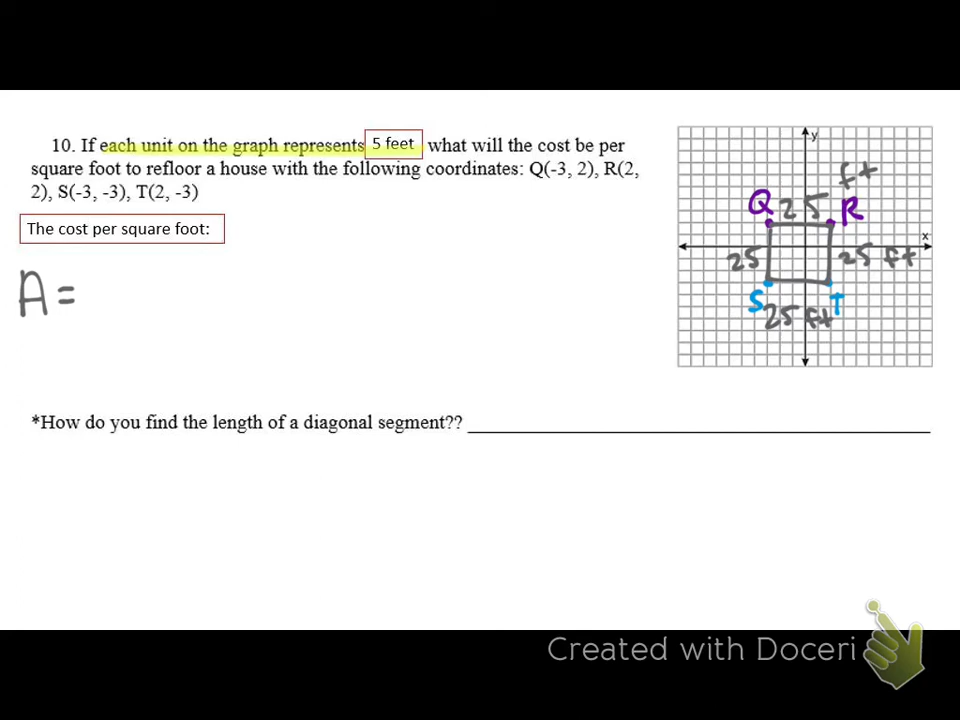 10. If each unit on the graph represents 5 feet what will the cost be per
square foot to refloor a house with the following coordinates: Q(-3, 2), R(2,
2), S(-3, -3), T(2, -3)
The cost per square foot:
A=
y
ft
Q 25 R
x
25 25 ft
S T
25 ft
*How do you find the length of a diagonal segment??
Created with Doceri